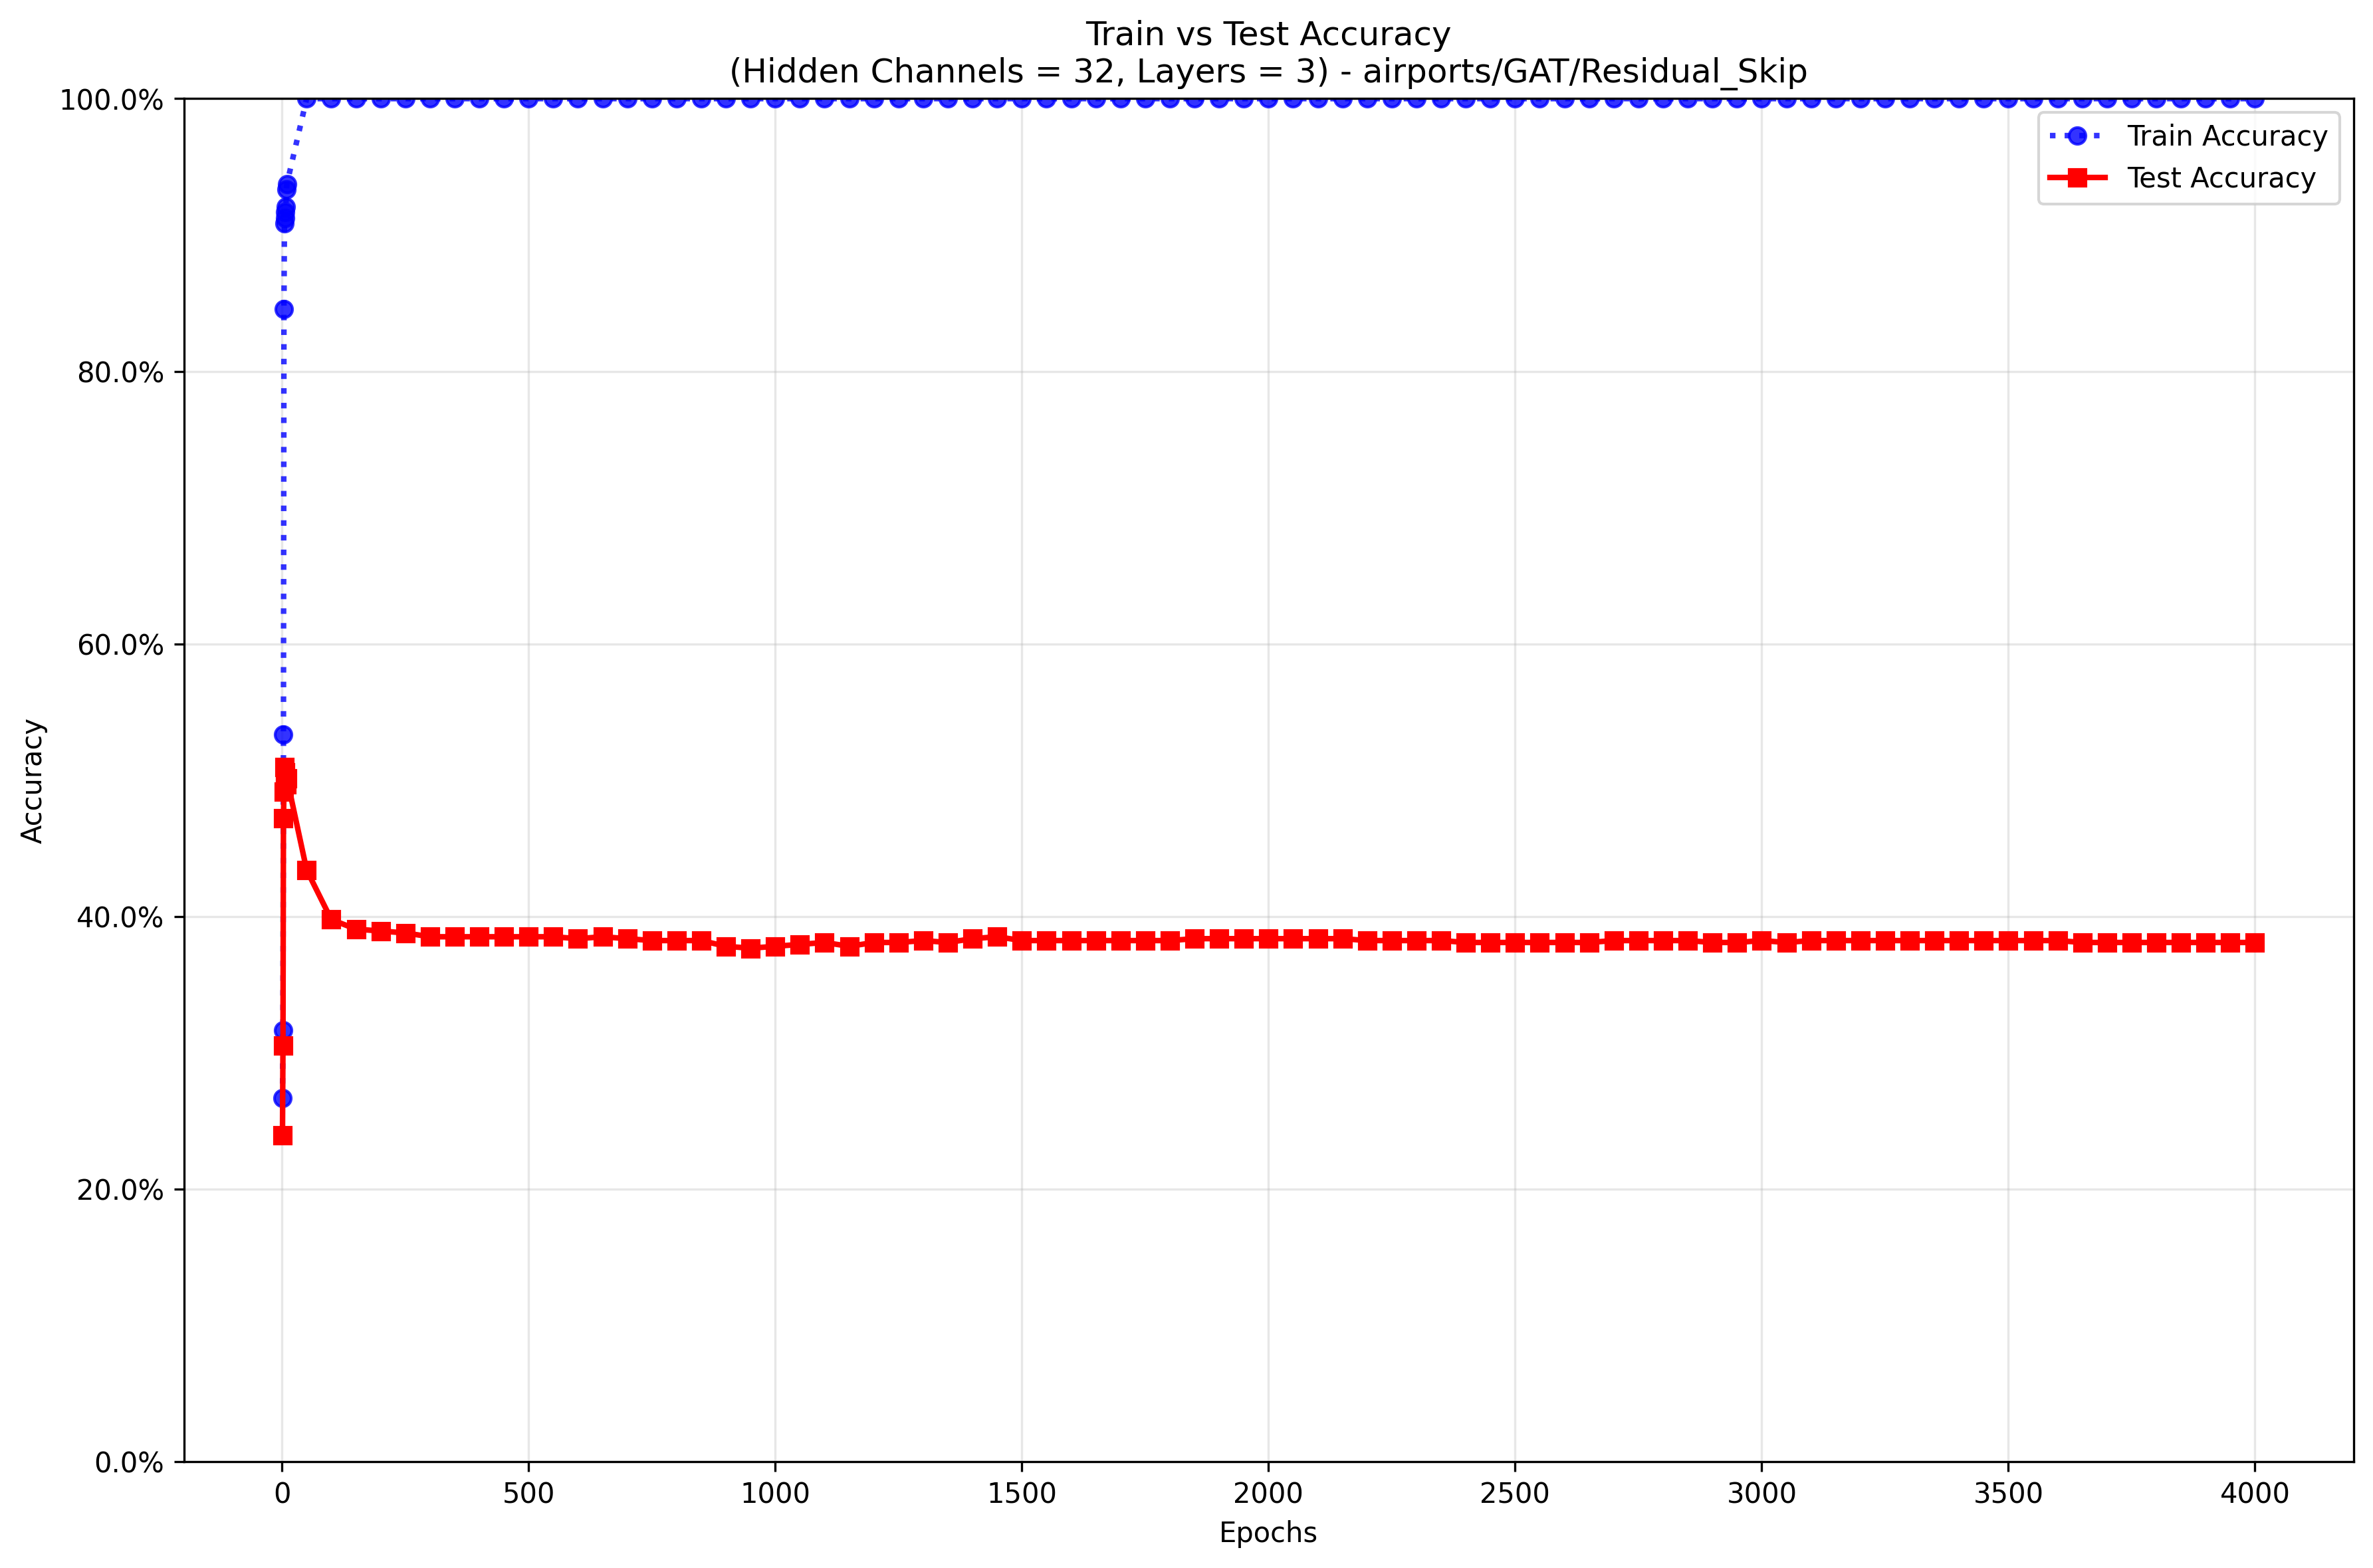 Train vs Test Accuracy
(Hidden Channels = 32, Layers = 3) - airports/GAT/Residual_Skip
100.0%
80.0%
60.0%
40.0%
20.0%
0.0%
Accuracy
Train Accuracy
Test Accuracy
0 500 1000 1500 2000 2500 3000 3500 4000
Epochs